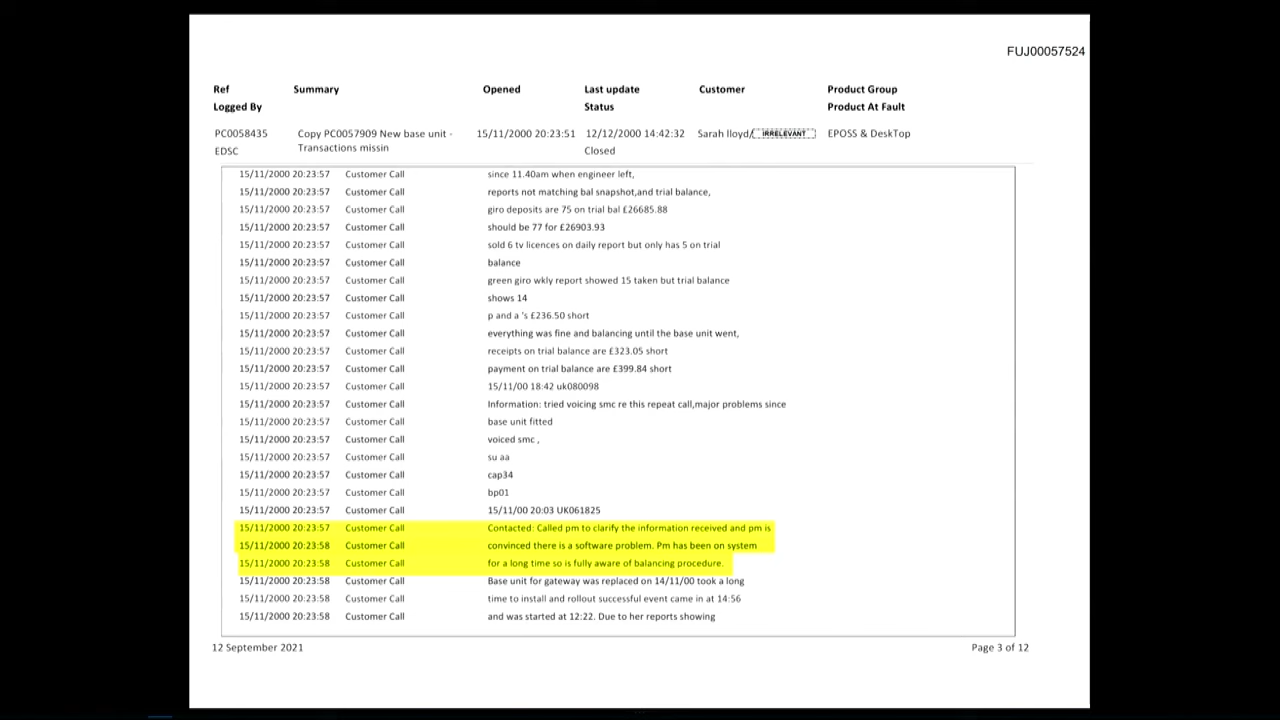 FUJ00057524
Ref Summary Opened Last update Customer Product Group
Logged By Status Product At Fault
PC0058435 Copy PC0057909 New base unit - 15/11/2000 20:23:51 12/12/2000 14:42:32 Sarah lloyd/ IRRELEVANT EPOSS & DeskTop
EDSC Transactions missin Closed
15/11/2000 20:23:57 Customer Call since 11.40am when engineer left,
15/11/2000 20:23:57 Customer Call reports not matching bal snapshot,and trial balance,
15/11/2000 20:23:57 Customer Call giro deposits are 75 on trial bal £26685.88
15/11/2000 20:23:57 Customer Call should be 77 for £26903.93
15/11/2000 20:23:57 Customer Call sold 6 tv licences on daily report but only has 5 on trial
15/11/2000 20:23:57 Customer Call balance
15/11/2000 20:23:57 Customer Call green giro wkly report showed 15 taken but trial balance
15/11/2000 20:23:57 Customer Call shows 14
15/11/2000 20:23:57 Customer Call p and a 's £236.50 short
15/11/2000 20:23:57 Customer Call everything was fine and balancing until the base unit went,
15/11/2000 20:23:57 Customer Call receipts on trial balance are £323.05 short
15/11/2000 20:23:57 Customer Call payment on trial balance are £399.84 short
15/11/2000 20:23:57 Customer Call 15/11/00 18:42 uk080098
15/11/2000 20:23:57 Customer Call Information: tried voicing smc re this repeat call,major problems since
15/11/2000 20:23:57 Customer Call base unit fitted
15/11/2000 20:23:57 Customer Call voiced smc ,
15/11/2000 20:23:57 Customer Call su aa
15/11/2000 20:23:57 Customer Call cap34
15/11/2000 20:23:57 Customer Call bp01
15/11/2000 20:23:57 Customer Call 15/11/00 20:03 UK061825
15/11/2000 20:23:57 Customer Call Contacted: Called pm to clarify the information received and pm is
15/11/2000 20:23:58 Customer Call convinced there is a software problem. Pm has been on system
15/11/2000 20:23:58 Customer Call for a long time so is fully aware of balancing procedure.
15/11/2000 20:23:58 Customer Call Base unit for gateway was replaced on 14/11/00 took a long
15/11/2000 20:23:58 Customer Call time to install and rollout successful event came in at 14:56
15/11/2000 20:23:58 Customer Call and was started at 12:22. Due to her reports showing
12 September 2021 Page 3 of 12